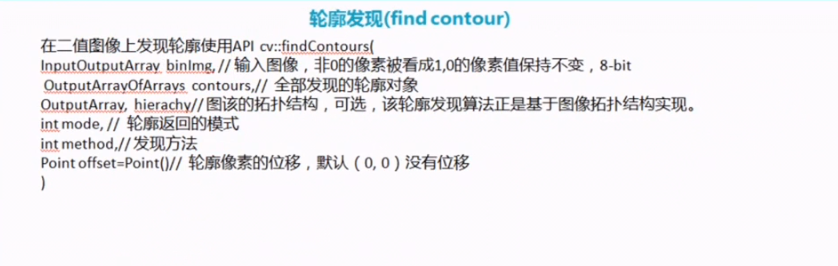 轮廓发现(find contour)
在二值图像上发现轮廓使用API cv::findContours(
InputOutputArray binImg, // 输入图像，非0的像素被看成1,0的像素值保持不变，8-bit
OutputArrayOfArrays contours,// 全部发现的轮廓对象
OutputArray, hierachy// 图该的拓扑结构，可选，该轮廓发现算法正是基于图像拓扑结构实现。
int mode, // 轮廓返回的模式
int method,// 发现方法
Point offset=Point()// 轮廓像素的位移，默认（0, 0）没有位移
)